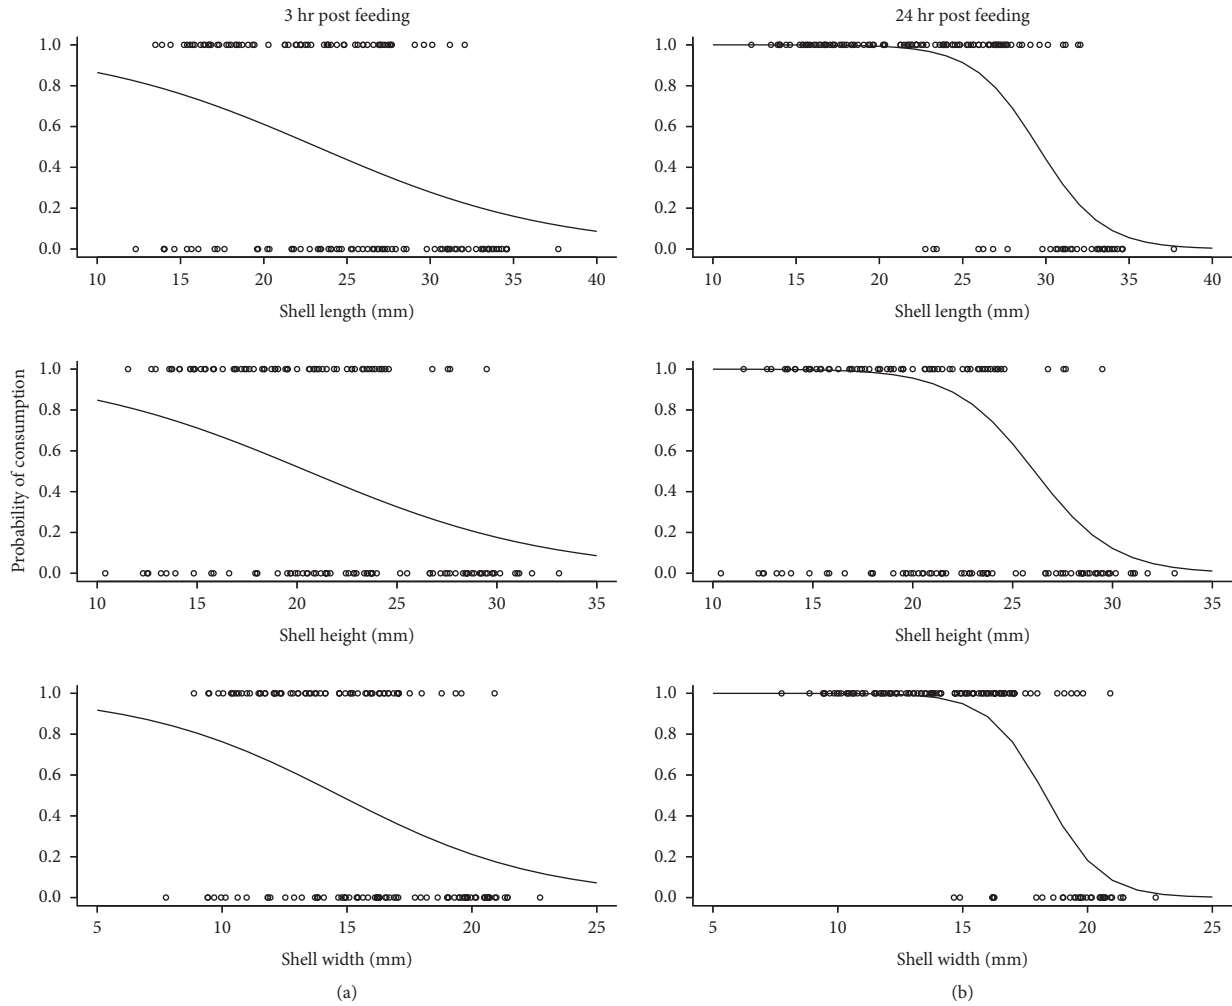 3 hr post feeding
24 hr post feeding
1.0
0.8
0.6
0.4
0.2
0.0
10 15 20 25 30 35 40
Shell length (mm)
1.0
0.8
0.6
0.4
0.2
0.0
10 15 20 25 30 35 40
Shell length (mm)
Probability of consumption
1.0
0.8
0.6
0.4
0.2
0.0
10 15 20 25 30 35
Shell height (mm)
1.0
0.8
0.6
0.4
0.2
0.0
10 15 20 25 30 35
Shell height (mm)
1.0
0.8
0.6
0.4
0.2
0.0
5 10 15 20 25
Shell width (mm)
(a)
1.0
0.8
0.6
0.4
0.2
0.0
5 10 15 20 25
Shell width (mm)
(b)